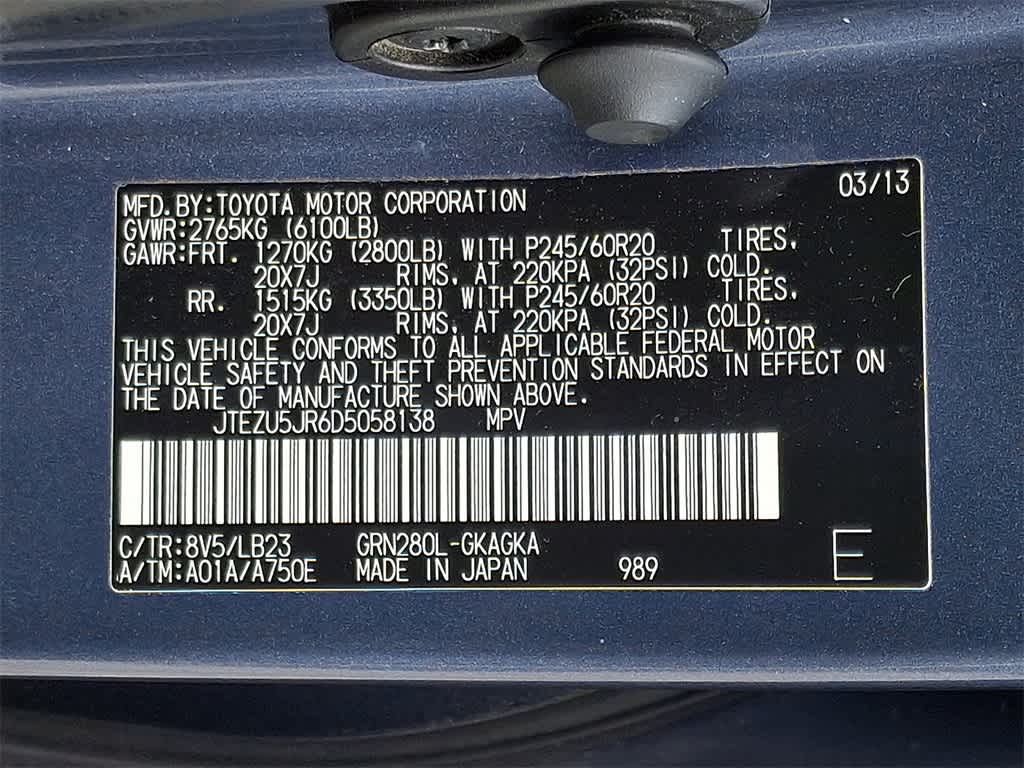 03/13
MFD.BY:TOYOTA MOTOR CORPORATION
GVWR:2765KG (6100LB)
GAWR:FRT. 1270KG (2800LB) WITH P245/60R20 TIRES,
20X7J RIMS, AT 220KPA (32PSI) COLD.
RR. 1515KG (3350LB) WITH P245/60R20 TIRES,
20X7J RIMS, AT 220KPA (32PSI) COLD.
THIS VEHICLE CONFORMS TO ALL APPLICABLE FEDERAL MOTOR
VEHICLE SAFETY AND THEFT PREVENTION STANDARDS IN EFFECT ON
THE DATE OF MANUFACTURE SHOWN ABOVE.
JTEZU5JR6D5058138 MPV
C/TR:8V5/LB23 GRN280L-GKAGKA
A/TM:A01A/A750E MADE IN JAPAN 989
E